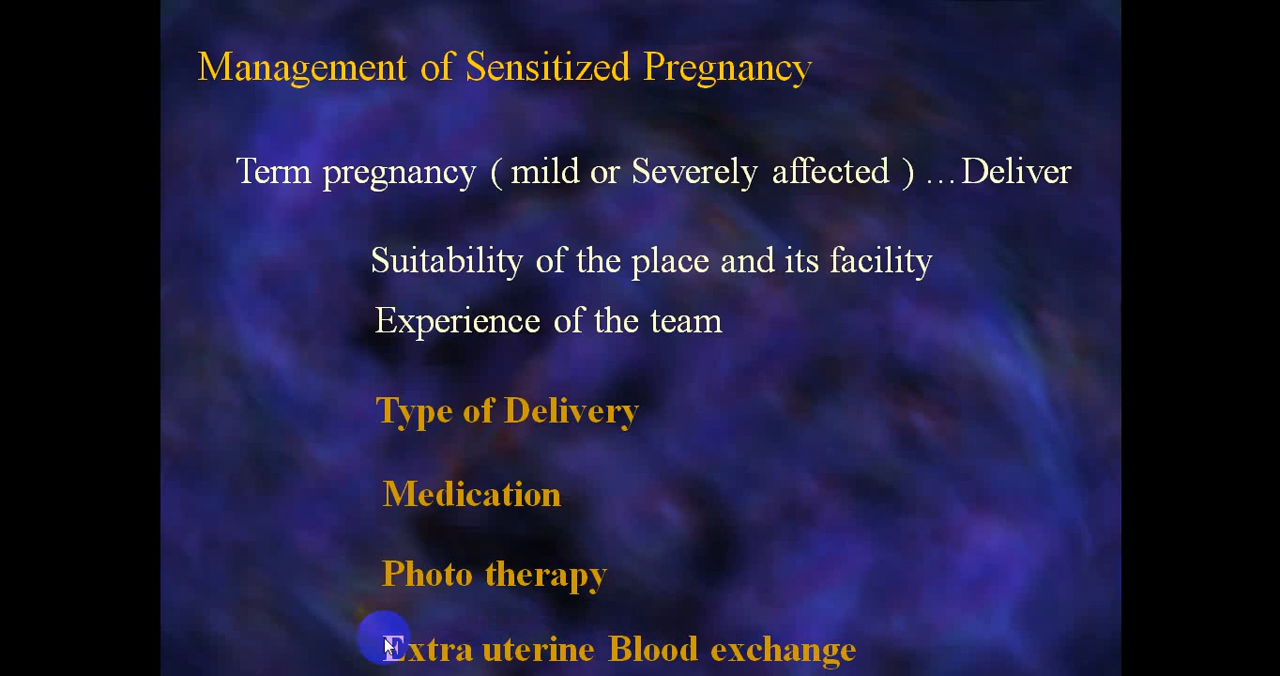 Management of Sensitized Pregnancy
Term pregnancy ( mild or Severely affected ) …Deliver
Suitability of the place and its facility
Experience of the team
Type of Delivery
Medication
Photo therapy
Extra uterine Blood exchange